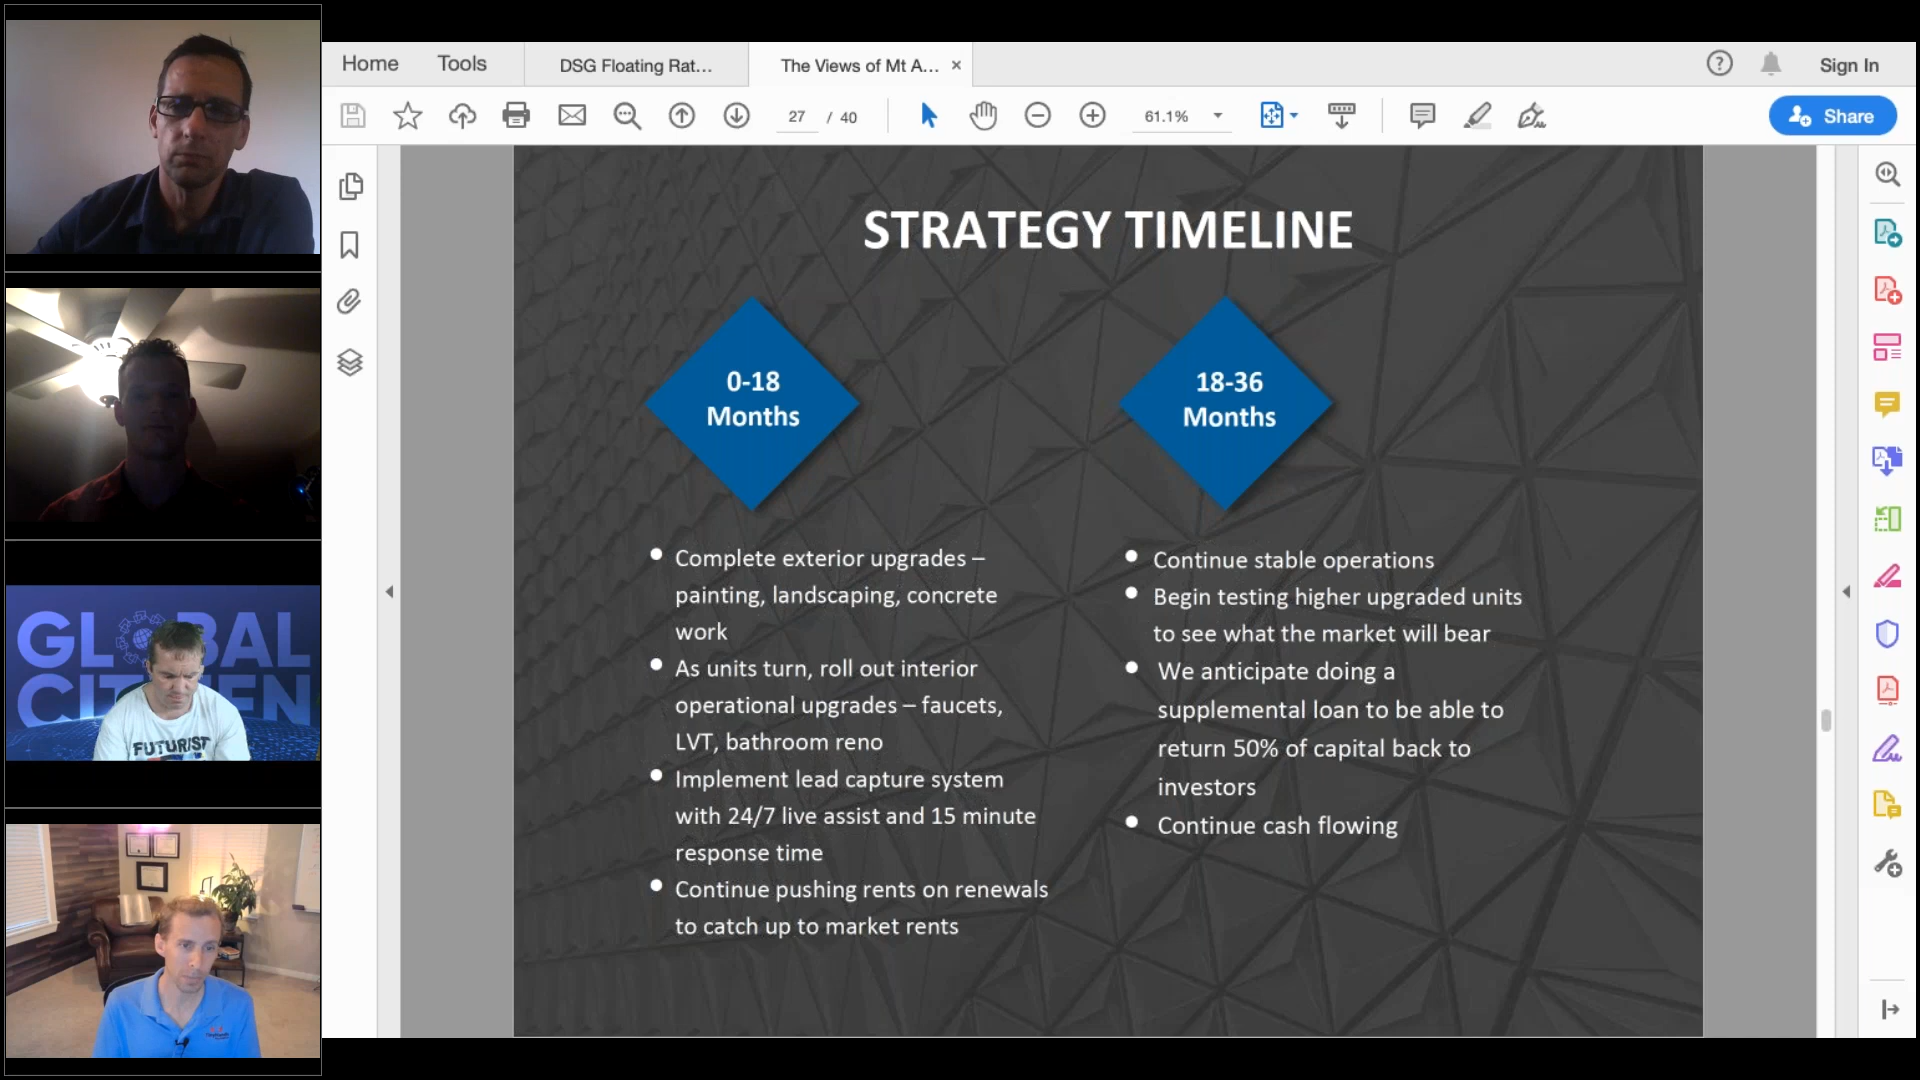 Home
Tools
DSG Floating Rat...
The Views of Mt A...
Sign In
27 / 40
61.1%
Share
STRATEGY TIMELINE
0-18
Months
Complete exterior upgrades –
painting, landscaping, concrete
work
As units turn, roll out interior
operational upgrades – faucets,
LVT, bathroom reno
Implement lead capture system
with 24/7 live assist and 15 minute
response time
Continue pushing rents on renewals
to catch up to market rents
18-36
Months
Continue stable operations
Begin testing higher upgraded units
to see what the market will bear
We anticipate doing a
supplemental loan to be able to
return 50% of capital back to
investors
Continue cash flowing
FUTURIST